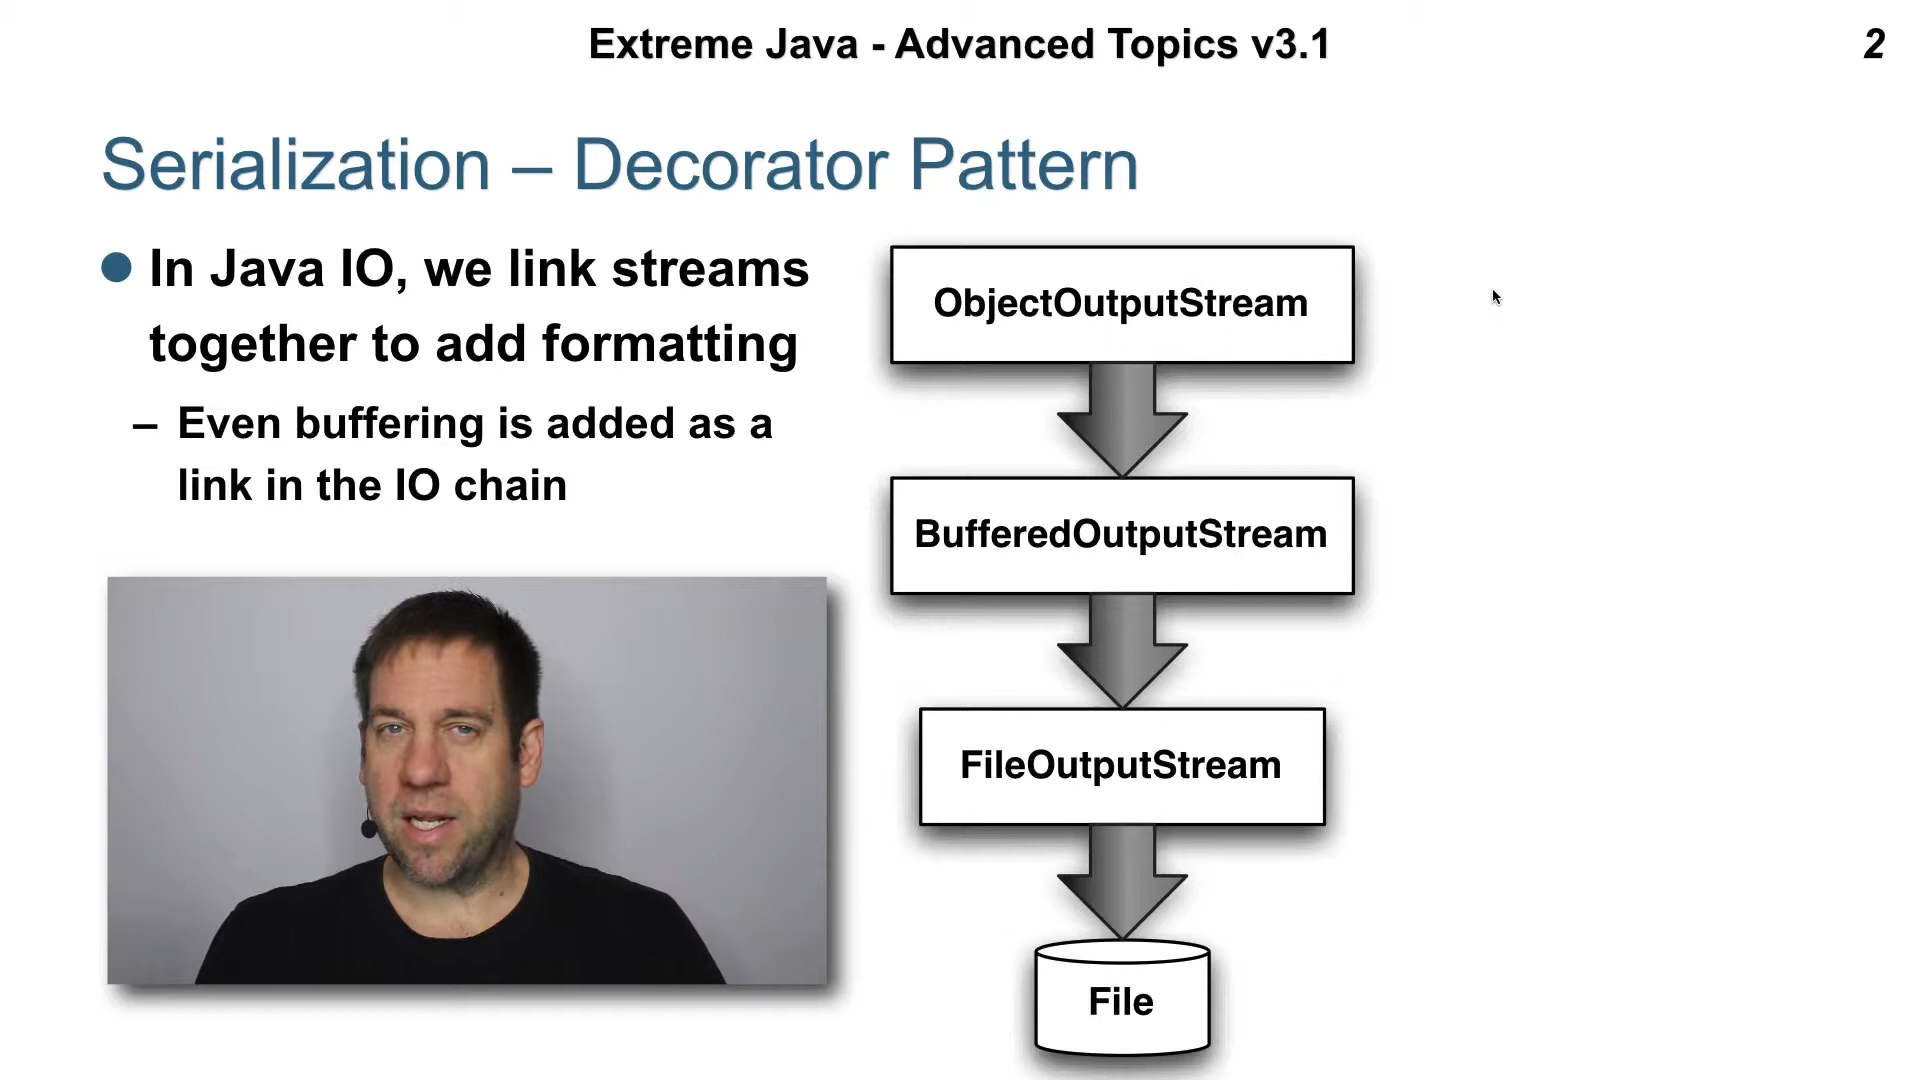 Extreme Java - Advanced Topics v3.1
2
Serialization – Decorator Pattern
In Java IO, we link streams
together to add formatting
– Even buffering is added as a
link in the IO chain
ObjectOutputStream
BufferedOutputStream
FileOutputStream
File